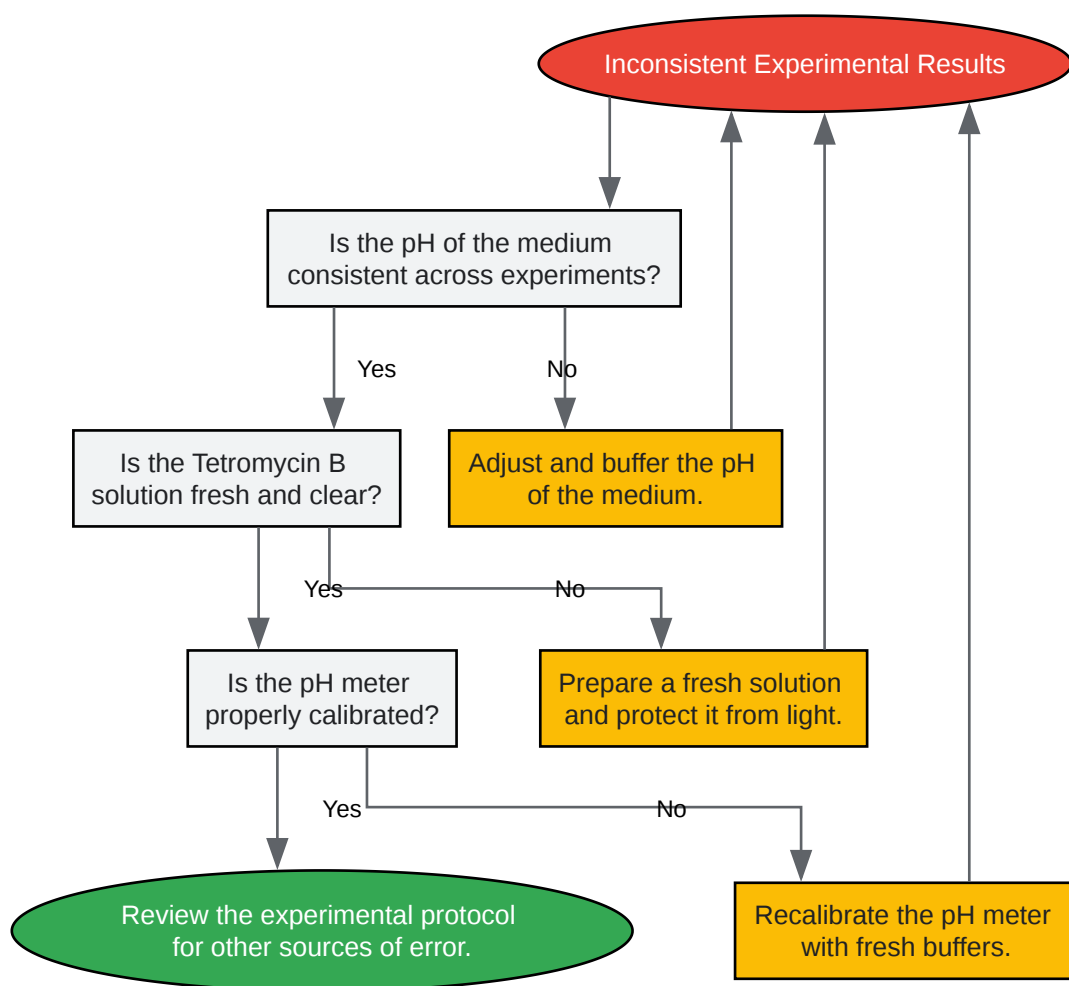 Inconsistent Experimental Results
Is the pH of the medium
consistent across experiments?
Yes
No
Is the Tetromycin B
solution fresh and clear?
Adjust and buffer the pH
of the medium.
Yes
No
Is the pH meter
properly calibrated?
Prepare a fresh solution
and protect it from light.
Yes
No
Review the experimental protocol
for other sources of error.
Recalibrate the pH meter
with fresh buffers.